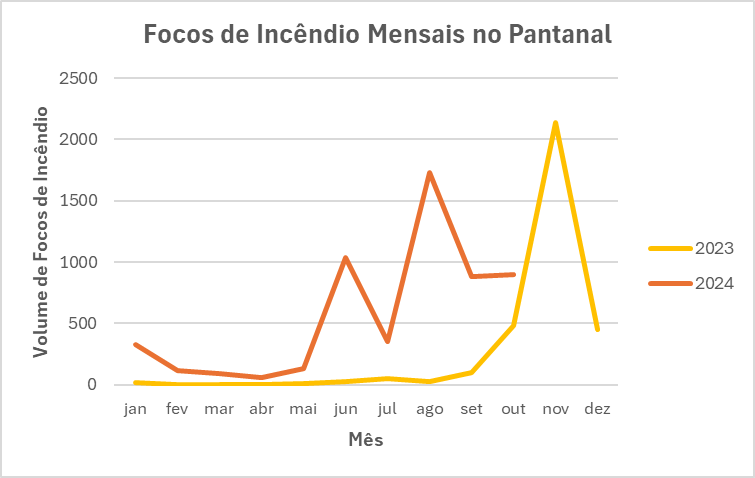 Focos de Incêndio Mensais no Pantanal
Volume de Focos de Incêndio
2500
2000
1500
1000
500
0
jan fev mar abr mai jun jul ago set out nov dez
Mês
2023
2024